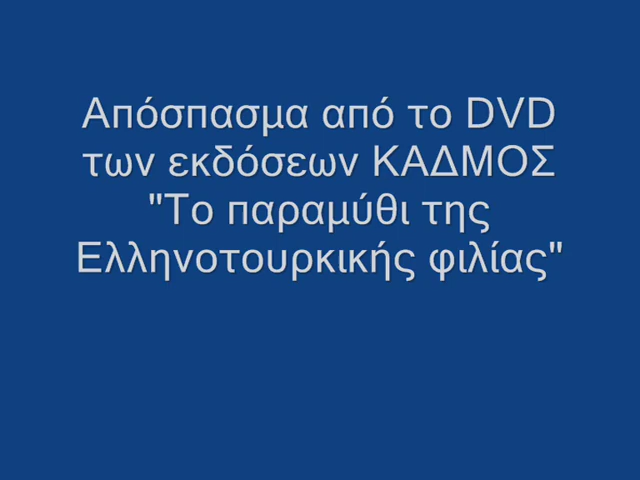 Απόσπασμα από το DVD
των εκδόσεων ΚΑΔΜΟΣ
"Το παραμύθι της
Ελληνοτουρκικής φιλίας"